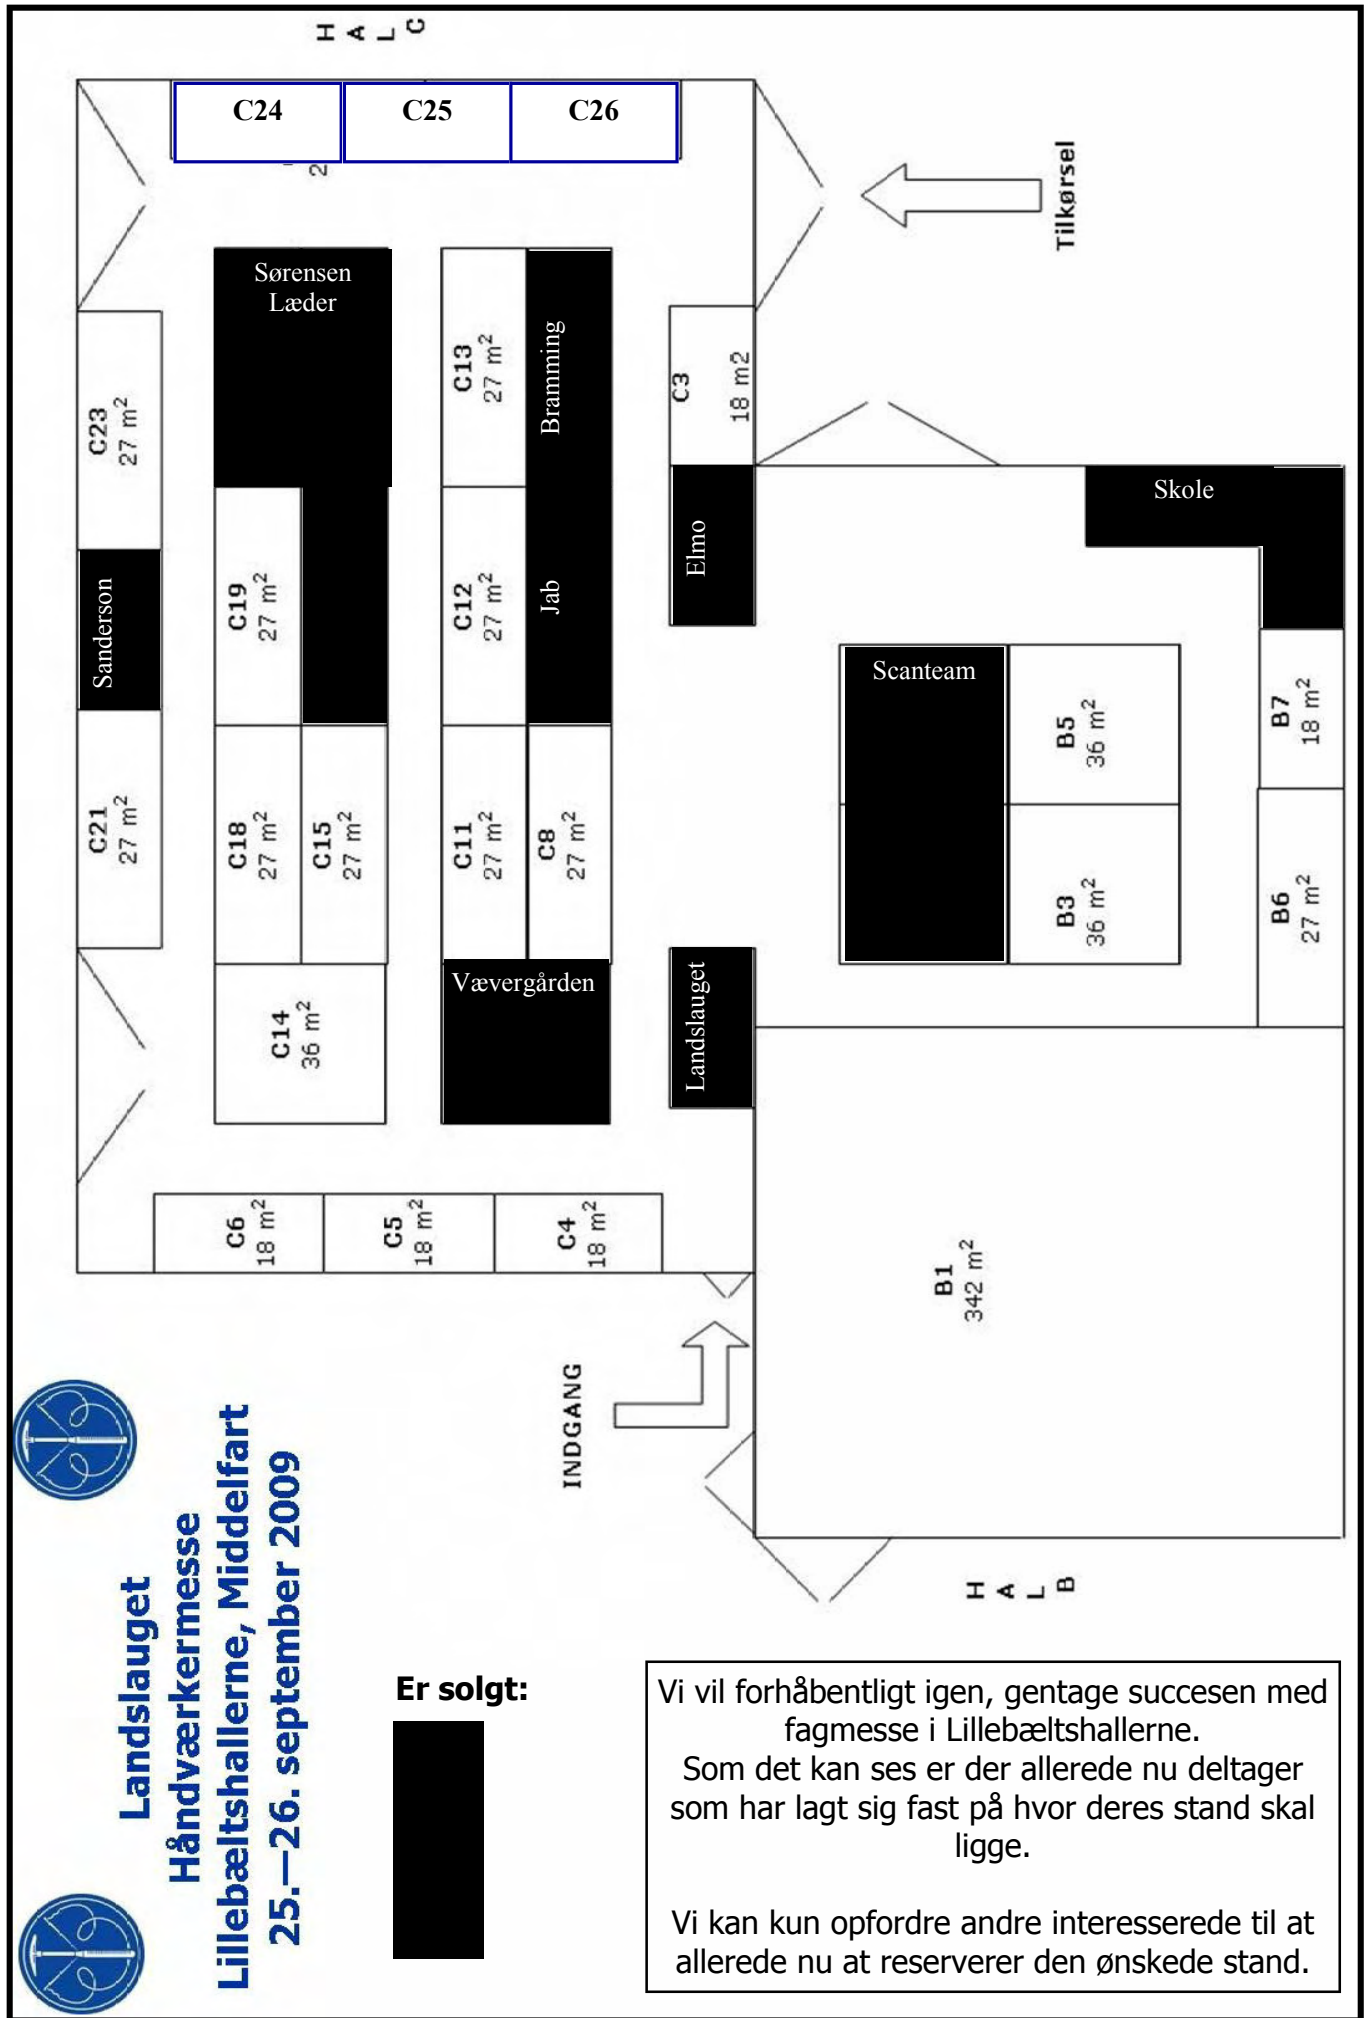 HAL C
C24
C25
C26
2
Tilkørsel
Sørensen
Læder
C23
27 m²
C13
27 m²
Bramming
C3
18 m2
Sanderson
C19
27 m²
C12
27 m²
Jab
Elmo
Skole
Scanteam
B5
36 m²
B7
18 m²
C21
27 m²
C18
27 m²
C15
27 m²
C11
27 m²
C8
27 m²
B3
36 m²
B6
27 m²
C14
36 m²
Vævergården
Landslauget
C6
18 m²
C5
18 m²
C4
18 m²
B1
342 m²
INDGANG
HAL B
Landslauget
Håndværkermesse
Lillebæltshallerne, Middelfart
25.—26. september 2009
Er solgt:
Vi vil forhåbentligt igen, gentage succesen med
fagmesse i Lillebæltshallerne.
Som det kan ses er der allerede nu deltager
som har lagt sig fast på hvor deres stand skal
ligge.
Vi kan kun opfordre andre interesserede til at
allerede nu at reserverer den ønskede stand.